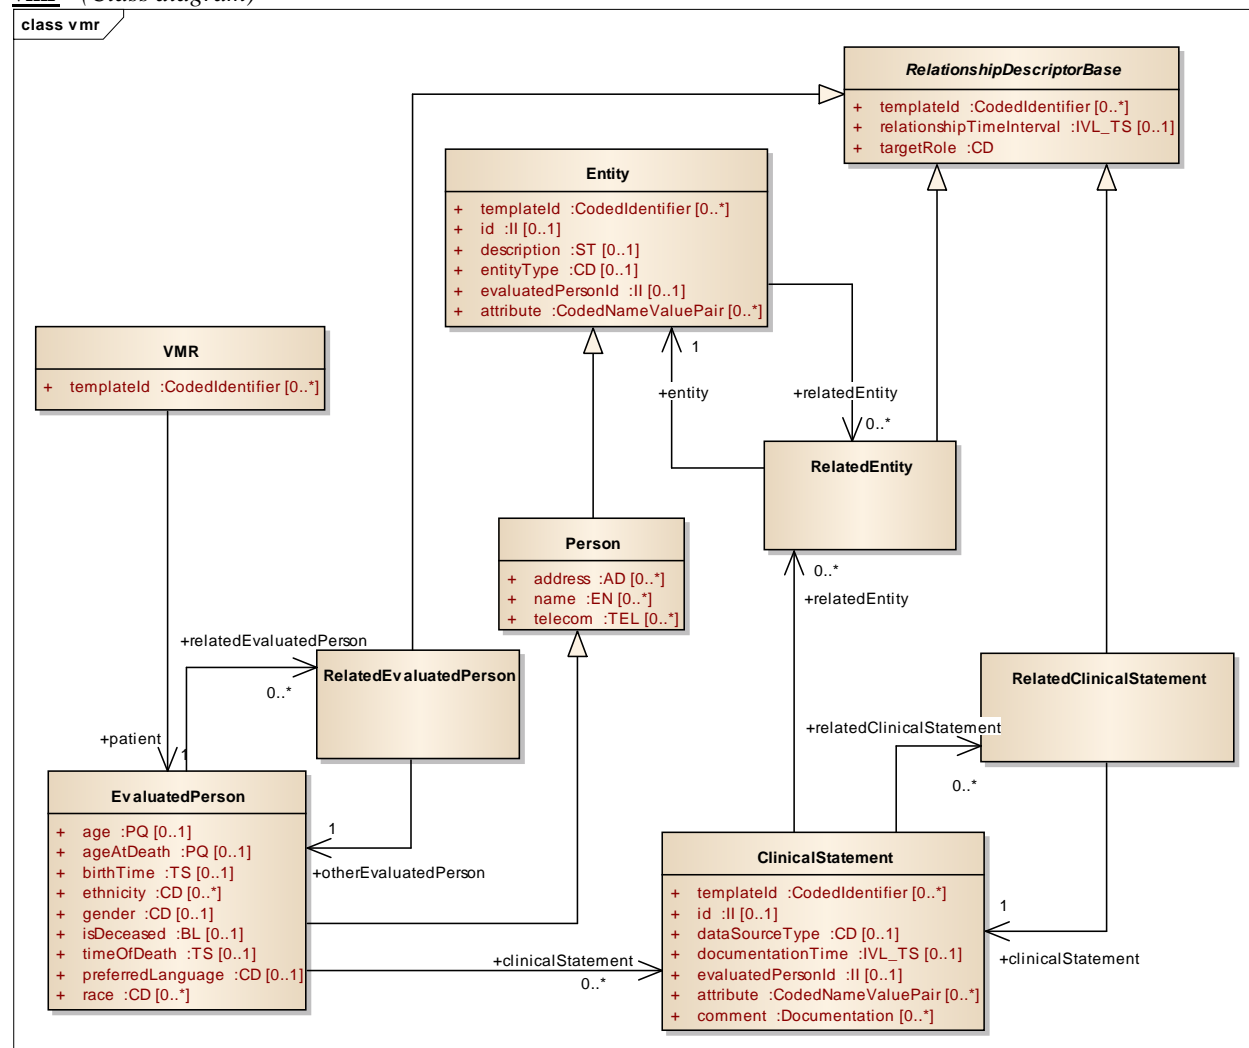 vmr (Class diagram)
class vmr
RelationshipDescriptorBase
+ templateId :CodedIdentifier [0..*]
+ relationshipTimeInterval :IVL_TS [0..1]
+ targetRole :CD
Entity
+ templateId :CodedIdentifier [0..*]
+ id :II [0..1]
+ description :ST [0..1]
+ entityType :CD [0..1]
+ evaluatedPersonId :II [0..1]
+ attribute :CodedNameValuePair [0..*]
VMR
+ templateId :CodedIdentifier [0..*]
1
+entity
+relatedEntity
0..*
RelatedEntity
Person
+ address :AD [0..*]
+ name :EN [0..*]
+ telecom :TEL [0..*]
0..*
+relatedEntity
+relatedEvaluatedPerson
0..*
RelatedEvaluatedPerson
RelatedClinicalStatement
+relatedClinicalStatement
0..*
+patient
1
EvaluatedPerson
+ age :PQ [0..1]
+ ageAtDeath :PQ [0..1]
+ birthTime :TS [0..1]
+ ethnicity :CD [0..*]
+ gender :CD [0..1]
+ isDeceased :BL [0..1]
+ timeOfDeath :TS [0..1]
+ preferredLanguage :CD [0..1]
+ race :CD [0..*]
1
+otherEvaluatedPerson
+clinicalStatement
0..*
ClinicalStatement
+ templateId :CodedIdentifier [0..*]
+ id :II [0..1]
+ dataSourceType :CD [0..1]
+ documentationTime :IVL_TS [0..1]
+ evaluatedPersonId :II [0..1]
+ attribute :CodedNameValuePair [0..*]
+ comment :Documentation [0..*]
1
+clinicalStatement